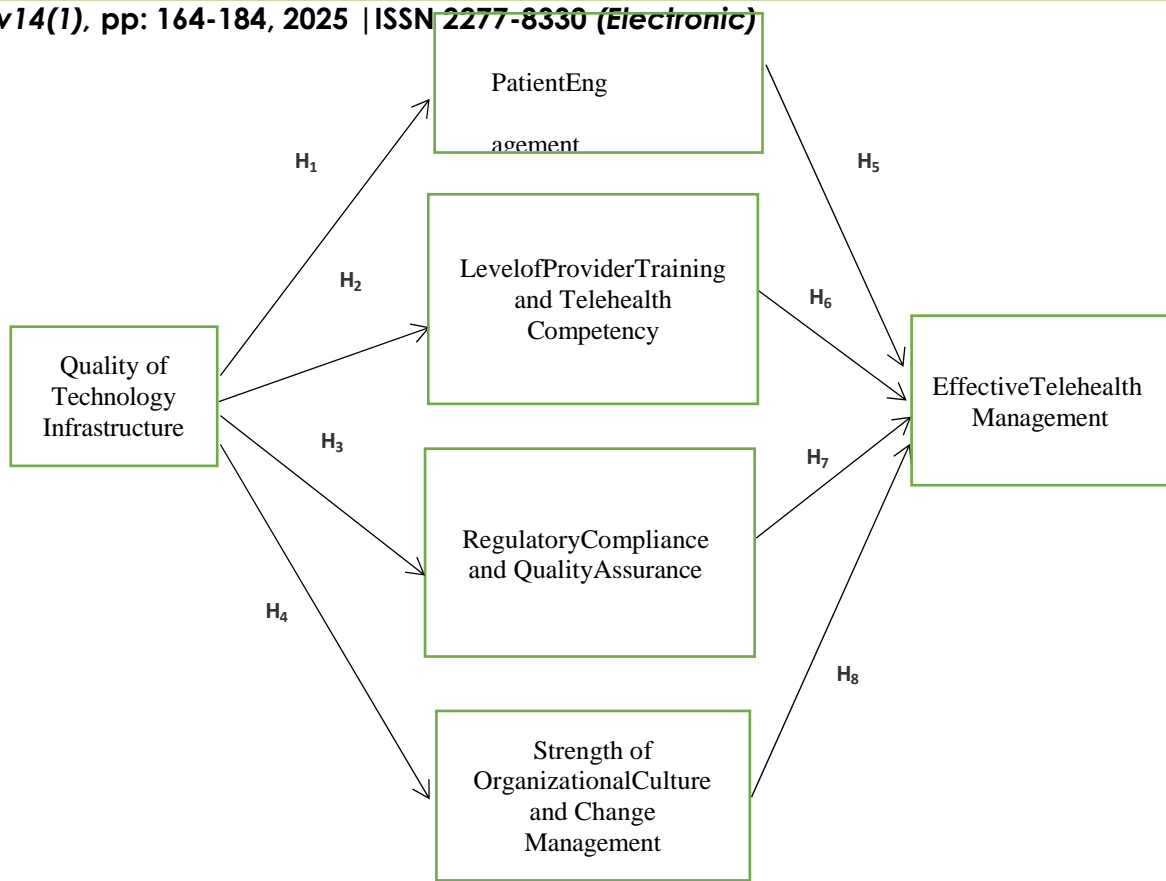 v14(1), pp: 164-184, 2025 |ISSN 2277-8330 (Electronic)
PatientEng
agement
H1
H5
H2
LevelofProviderTraining
and Telehealth
Competency
H6
Quality of
Technology
Infrastructure
EffectiveTelehealth
Management
H3
H7
RegulatoryCompliance
and QualityAssurance
H4
H8
Strength of
OrganizationalCulture
and Change
Management